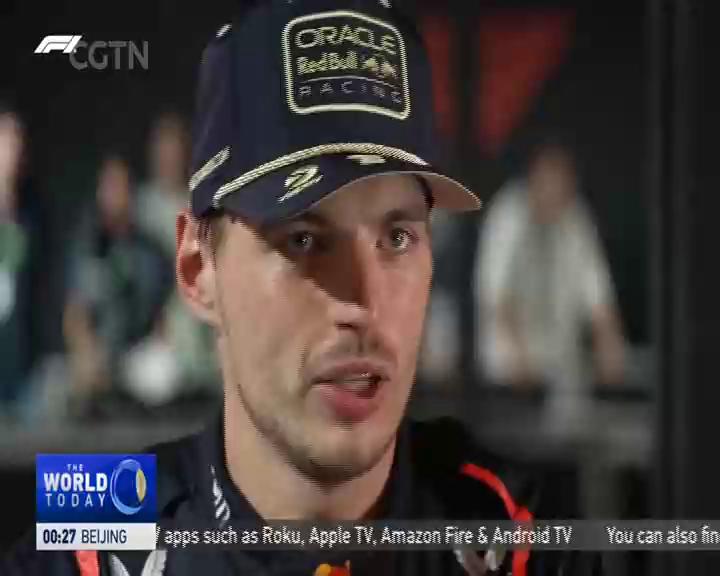 F1 CGTN
ORACLE
Red Bull
RACING
THE
WORLD
TODAY
00:27 BEIJING
apps such as Roku, Apple TV, Amazon Fire & Android TV You can also fin